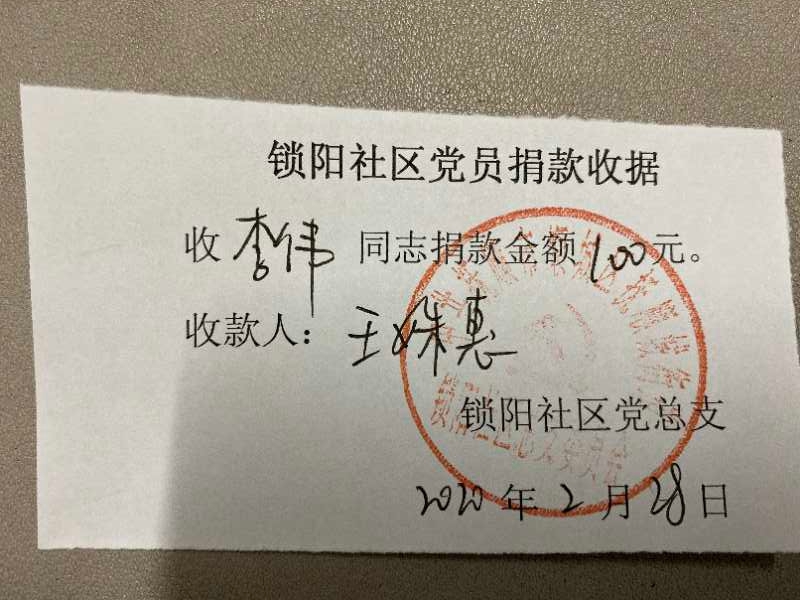 锁阳社区党员捐款收据
收 李伟 同志捐款金额 100 元。
收款人：王姝惠
锁阳社区党总支
2020 年 2 月 28 日